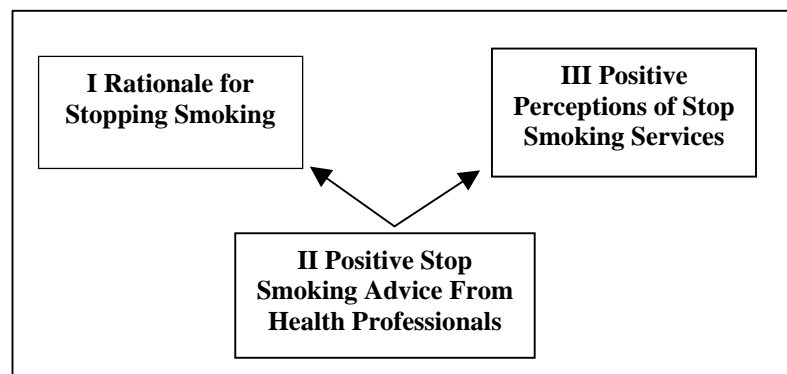 I Rationale for
Stopping Smoking
III Positive
Perceptions of Stop
Smoking Services
II Positive Stop
Smoking Advice From
Health Professionals